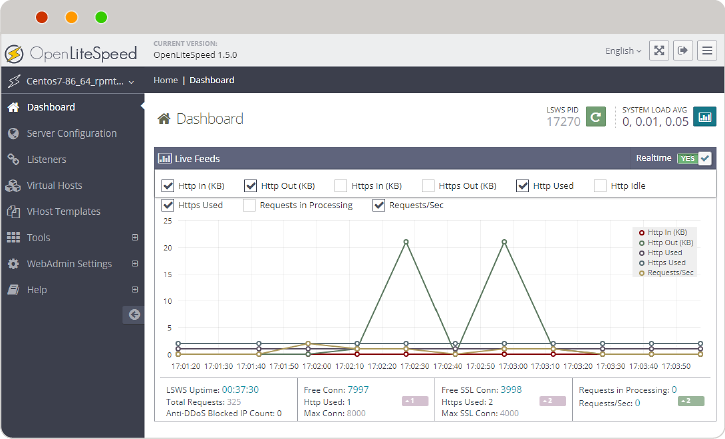 OpenLiteSpeed
CURRENT VERSION:
OpenLiteSpeed 1.5.0
English
Centos7-86_64_rpmt...
Home | Dashboard
Dashboard
Server Configuration
Listeners
Virtual Hosts
VHost Templates
Tools
WebAdmin Settings
Help
Dashboard
LSWS PID
17270
SYSTEM LOAD AVG
0, 0.01, 0.05
Live Feeds
Realtime YES
Http In (KB) Http Out (KB) Https In (KB) Https Out (KB) Http Used Http Idle
Https Used Requests in Processing Requests/Sec
25
20
15
10
5
0
Http In (KB)
Http Out (KB)
Http Used
Https Used
Requests/Sec
17:01:20 17:01:30 17:01:40 17:01:50 17:02:00 17:02:10 17:02:20 17:02:30 17:02:40 17:02:50 17:03:00 17:03:10 17:03:20 17:03:30 17:03:40 17:03:50
LSWS Uptime: 00:37:30
Total Requests: 325
Anti-DDoS Blocked IP Count: 0
Free Conn: 7997
Http Used: 1
Max Conn: 8000
1
Free SSL Conn: 3998
Https Used: 2
Max SSL Conn: 4000
2
Requests in Processing: 0
Requests/Sec: 0
2